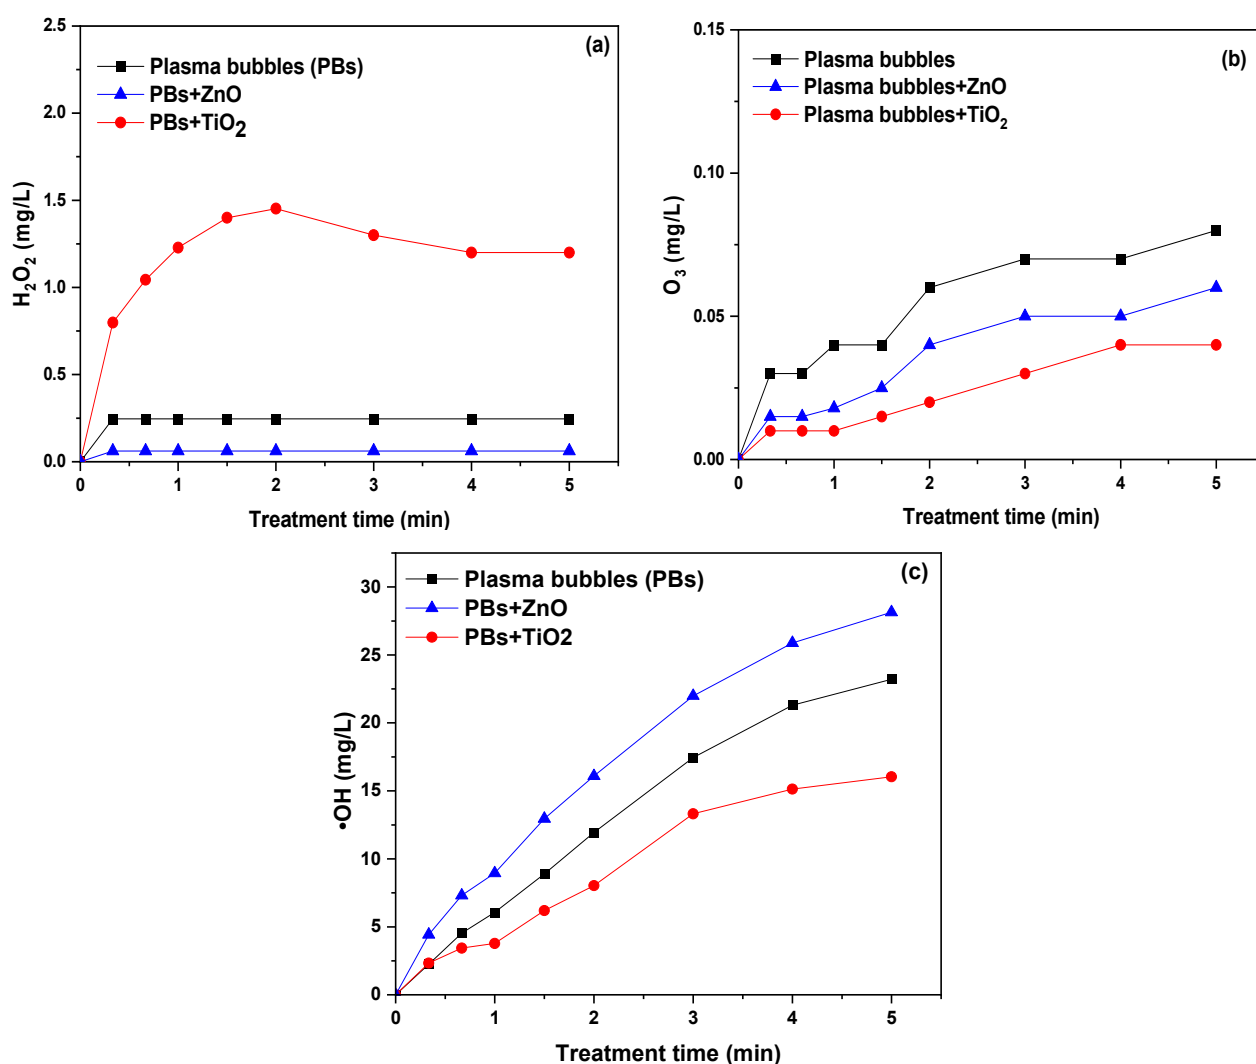 (a)
Plasma bubbles (PBs)
PBs+ZnO
PBs+TiO₂
H₂O₂ (mg/L)
2.5
2.0
1.5
1.0
0.5
0.0
0 1 2 3 4 5
Treatment time (min)
(b)
Plasma bubbles
Plasma bubbles+ZnO
Plasma bubbles+TiO₂
O₃ (mg/L)
0.15
0.10
0.05
0.00
0 1 2 3 4 5
Treatment time (min)
(c)
Plasma bubbles (PBs)
PBs+ZnO
PBs+TiO2
•OH (mg/L)
30
25
20
15
10
5
0
0 1 2 3 4 5
Treatment time (min)